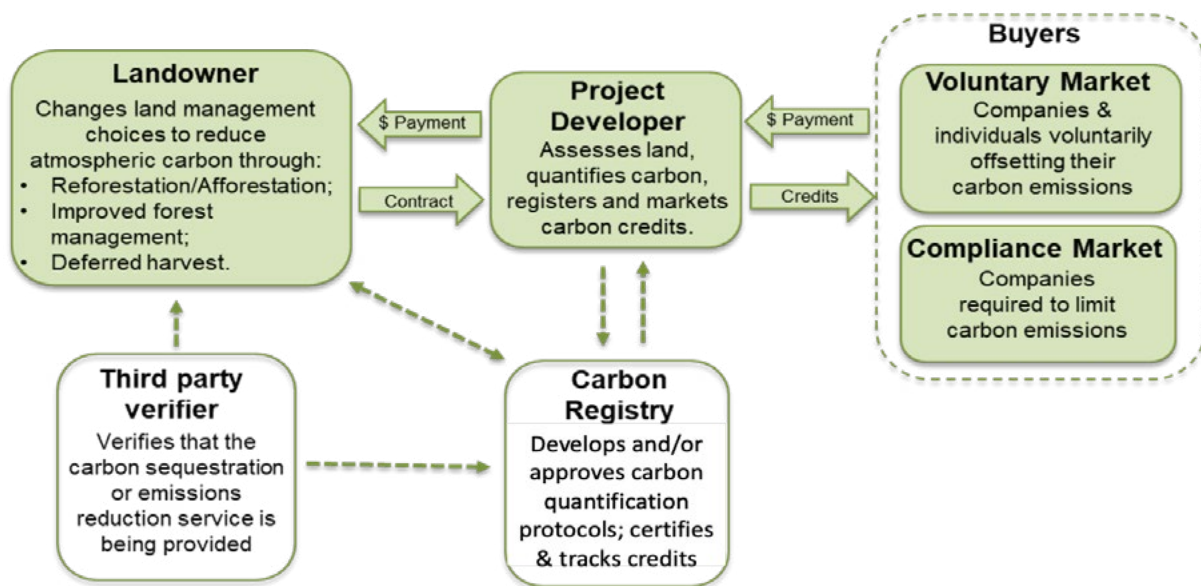 Landowner
Changes land management
choices to reduce
atmospheric carbon through:
• Reforestation/Afforestation;
• Improved forest
management;
• Deferred harvest.
$ Payment
Contract
Project
Developer
Assesses land,
quantifies carbon,
registers and markets
carbon credits.
$ Payment
Credits
Buyers
Voluntary Market
Companies &
individuals voluntarily
offsetting their
carbon emissions
Compliance Market
Companies
required to limit
carbon emissions
Third party
verifier
Verifies that the
carbon sequestration
or emissions
reduction service is
being provided
Carbon
Registry
Develops and/or
approves carbon
quantification
protocols; certifies
& tracks credits